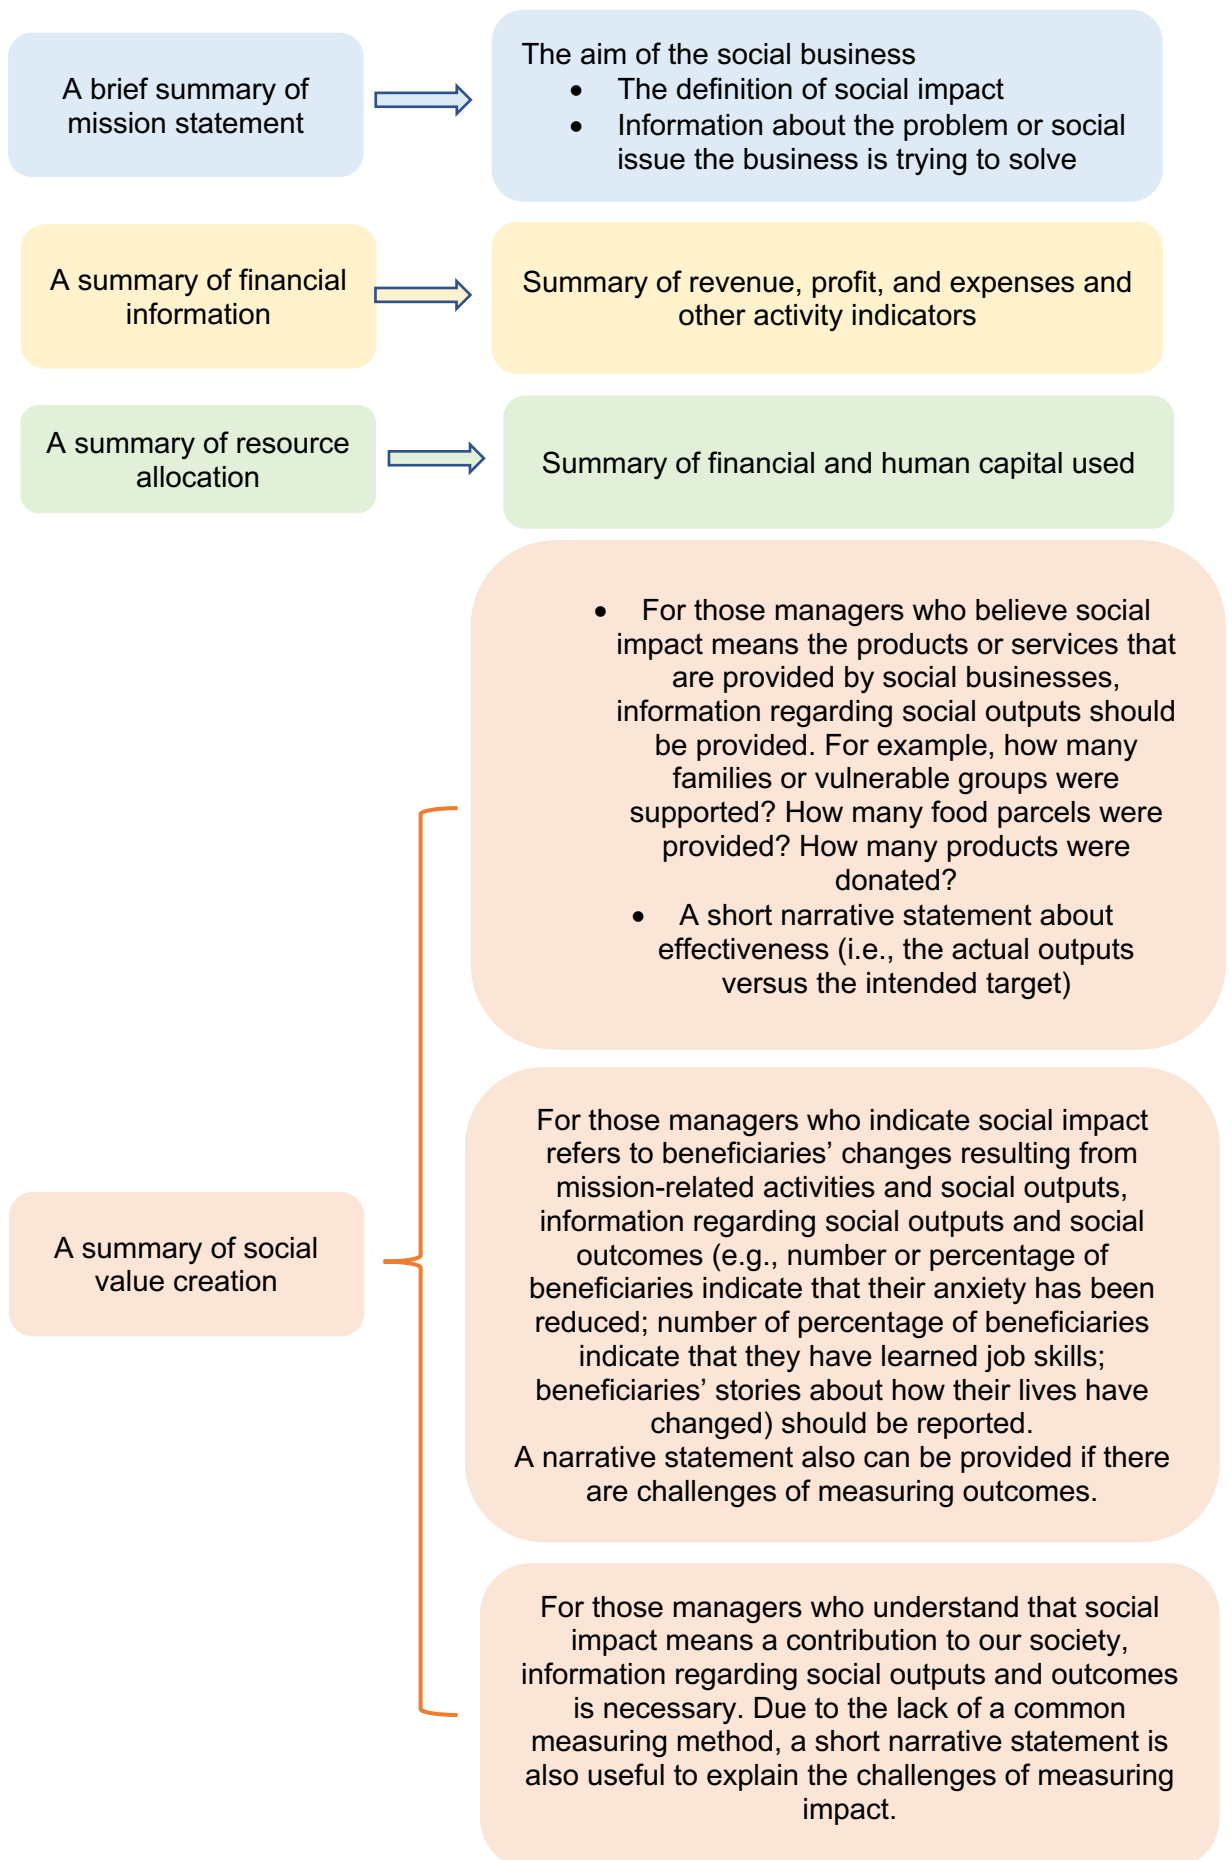 A brief summary of
mission statement
The aim of the social business
• The definition of social impact
• Information about the problem or social
issue the business is trying to solve
A summary of financial
information
Summary of revenue, profit, and expenses and
other activity indicators
A summary of resource
allocation
Summary of financial and human capital used
A summary of social
value creation
• For those managers who believe social
impact means the products or services that
are provided by social businesses,
information regarding social outputs should
be provided. For example, how many
families or vulnerable groups were
supported? How many food parcels were
provided? How many products were
donated?
• A short narrative statement about
effectiveness (i.e., the actual outputs
versus the intended target)
For those managers who indicate social impact
refers to beneficiaries’ changes resulting from
mission-related activities and social outputs,
information regarding social outputs and social
outcomes (e.g., number or percentage of
beneficiaries indicate that their anxiety has been
reduced; number of percentage of beneficiaries
indicate that they have learned job skills;
beneficiaries’ stories about how their lives have
changed) should be reported.
A narrative statement also can be provided if there
are challenges of measuring outcomes.
For those managers who understand that social
impact means a contribution to our society,
information regarding social outputs and outcomes
is necessary. Due to the lack of a common
measuring method, a short narrative statement is
also useful to explain the challenges of measuring
impact.